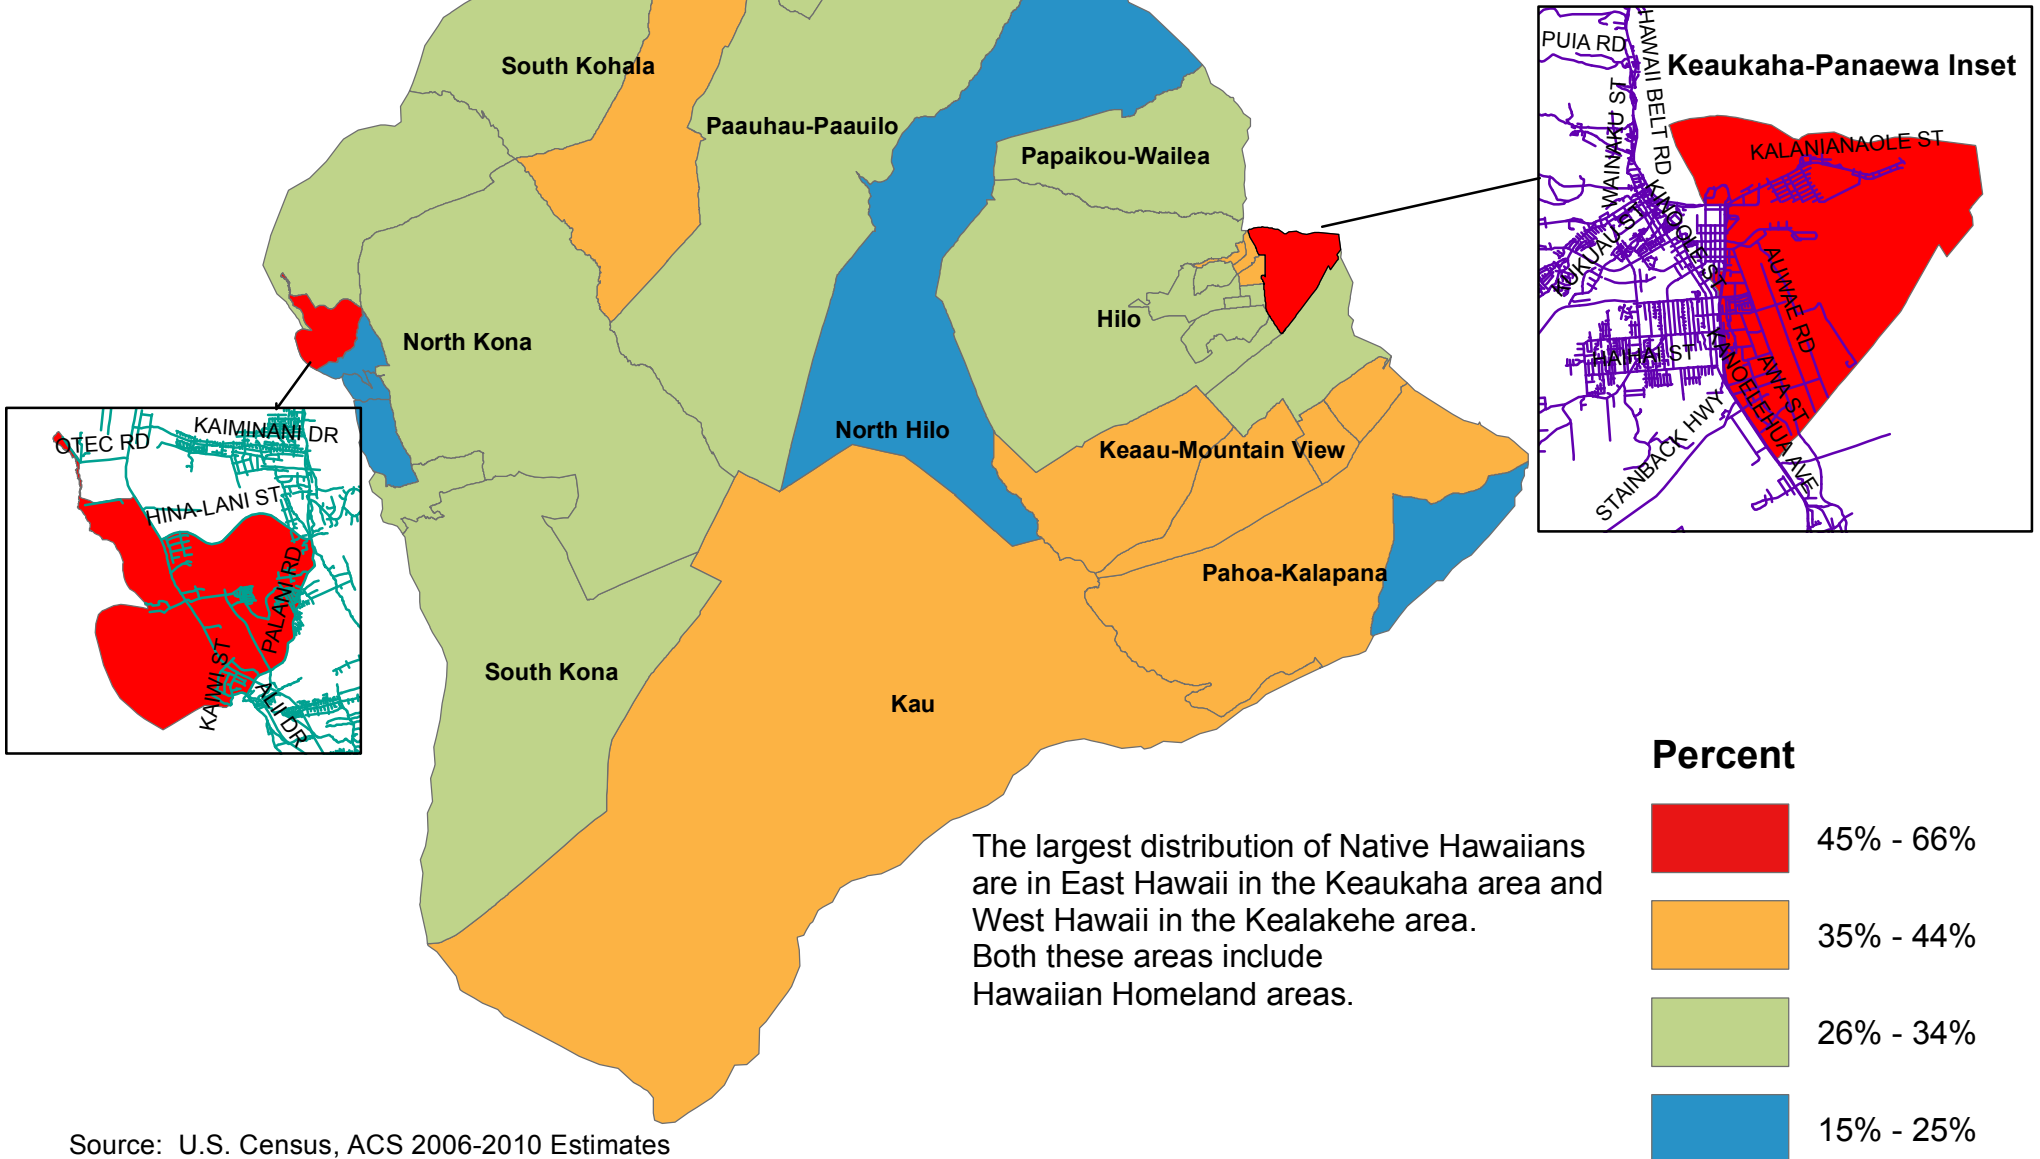 South Kohala
Paauhau-Paauilo
Papaikou-Wailea
North Kona
Hilo
North Hilo
Keaau-Mountain View
Pahoa-Kalapana
South Kona
Kau
Keaukaha-Panaewa Inset
PUIA RD
HAWAII BELT RD
WAINAKU ST
KALANIANAOLE ST
KINOOLE ST
KUKUAU ST
AUWAE RD
HAIHAI ST
KANOELEHUA AVE
AWA ST
STAINBACK HWY
OTEC RD
KAIMINANI DR
HINA-LANI ST
PALANI RD
KAIWI ST
ALII DR
The largest distribution of Native Hawaiians
are in East Hawaii in the Keaukaha area and
West Hawaii in the Kealakehe area.
Both these areas include
Hawaiian Homeland areas.
Percent
45% - 66%
35% - 44%
26% - 34%
15% - 25%
Source: U.S. Census, ACS 2006-2010 Estimates